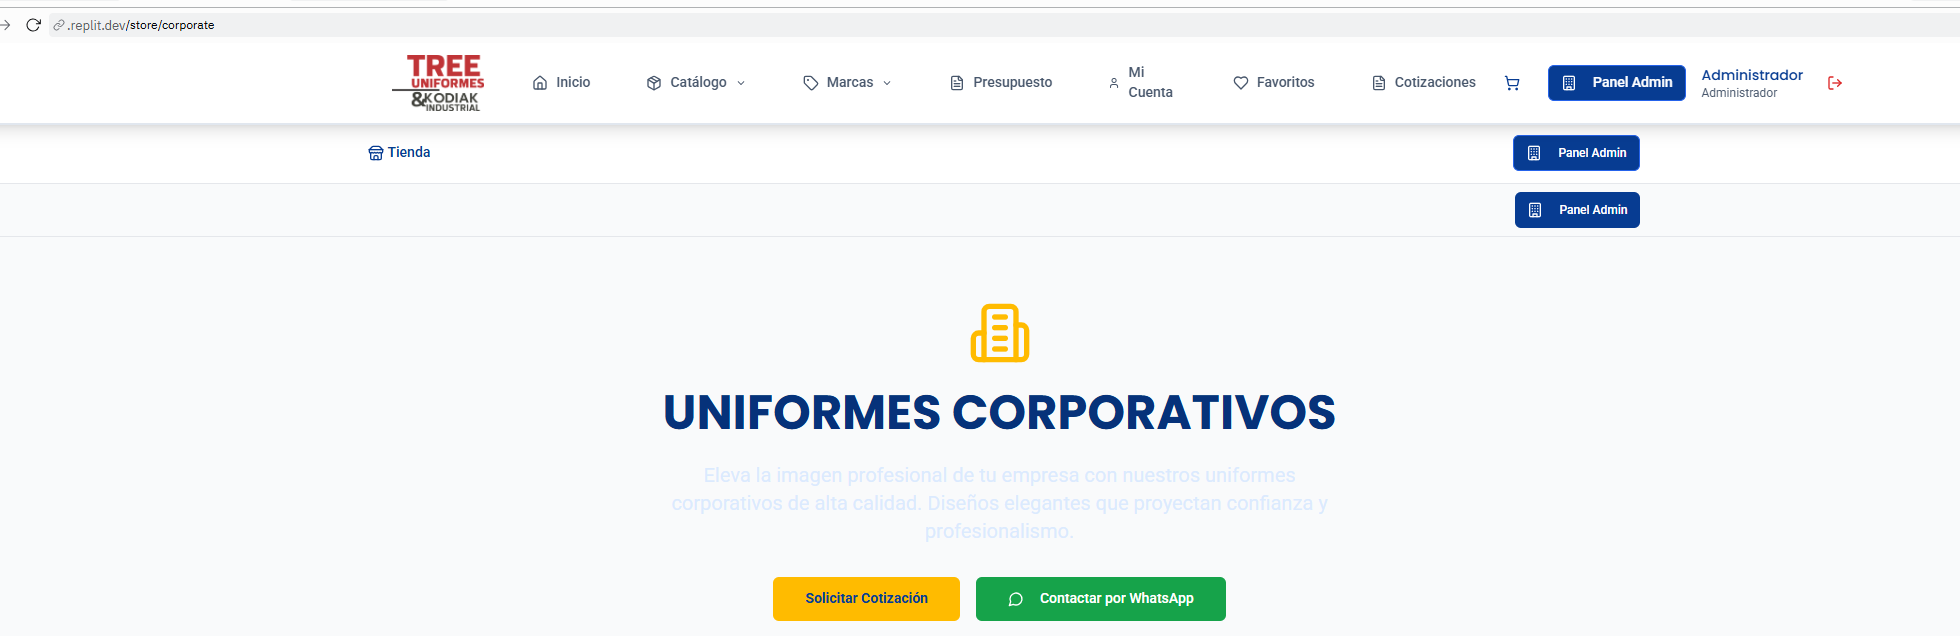 .replit.dev/store/corporate
TREE
UNIFORMES
&KODIAK
INDUSTRIAL
Inicio
Catálogo
Marcas
Presupuesto
Mi
Cuenta
Favoritos
Cotizaciones
Panel Admin
Administrador
Administrador
Tienda
Panel Admin
Panel Admin
UNIFORMES CORPORATIVOS
Eleva la imagen profesional de tu empresa con nuestros uniformes
corporativos de alta calidad. Diseños elegantes que proyectan confianza y
profesionalismo.
Solicitar Cotización
Contactar por WhatsApp